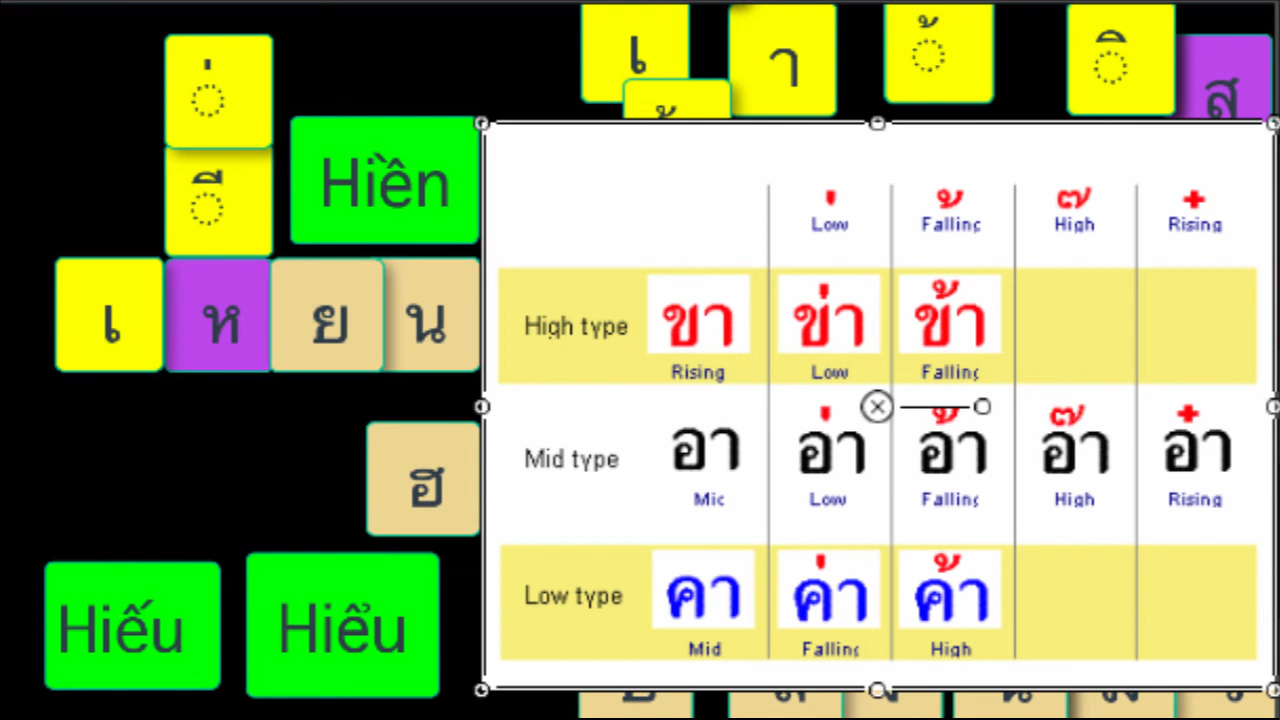 เ า ◌้ ◌ิ
◌่
ส
◌ี
Hiền
เ ห ย น
ฮ
Hiếu Hiểu
◌่ ◌้ ◌๊ ◌๋
Low Falling High Rising
High type ขา ข่า ข้า
Rising Low Falling
Mid type อา อ่า อ้า อ๊า อ๋า
Low Falling High Rising
Low type คา ค่า ค้า
Mid Falling High